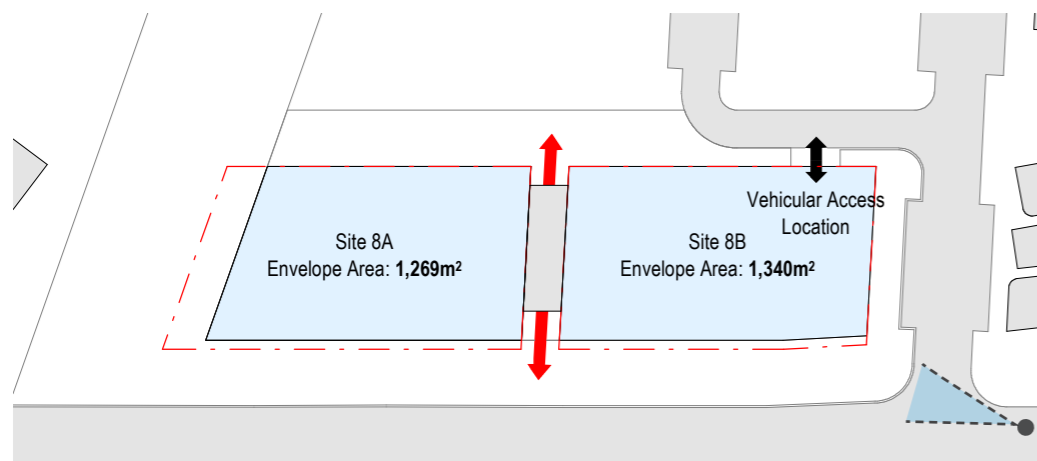 Vehicular Access
Location
Site 8A
Envelope Area: 1,269m²
Site 8B
Envelope Area: 1,340m²